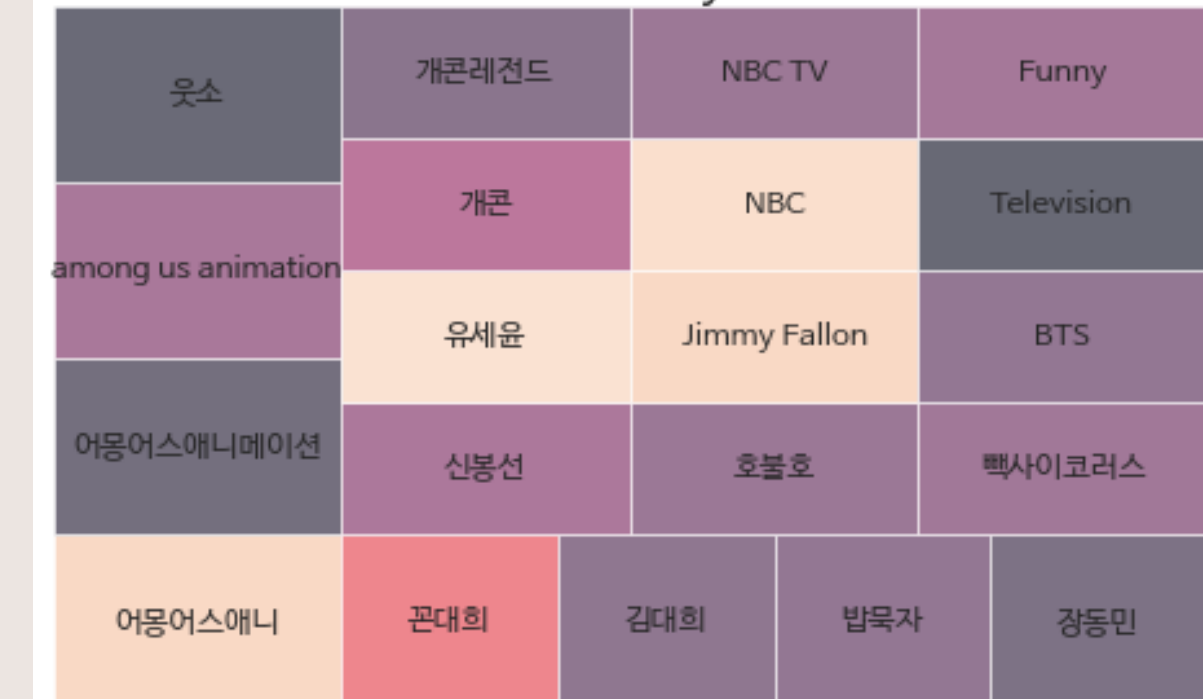 웃소
개콘레전드
NBC TV
Funny
among us animation
개콘
NBC
Television
유세윤
Jimmy Fallon
BTS
어몽어스애니메이션
신봉선
호불호
빽사이코러스
어몽어스애니
꼰대희
김대희
밥묵자
장동민